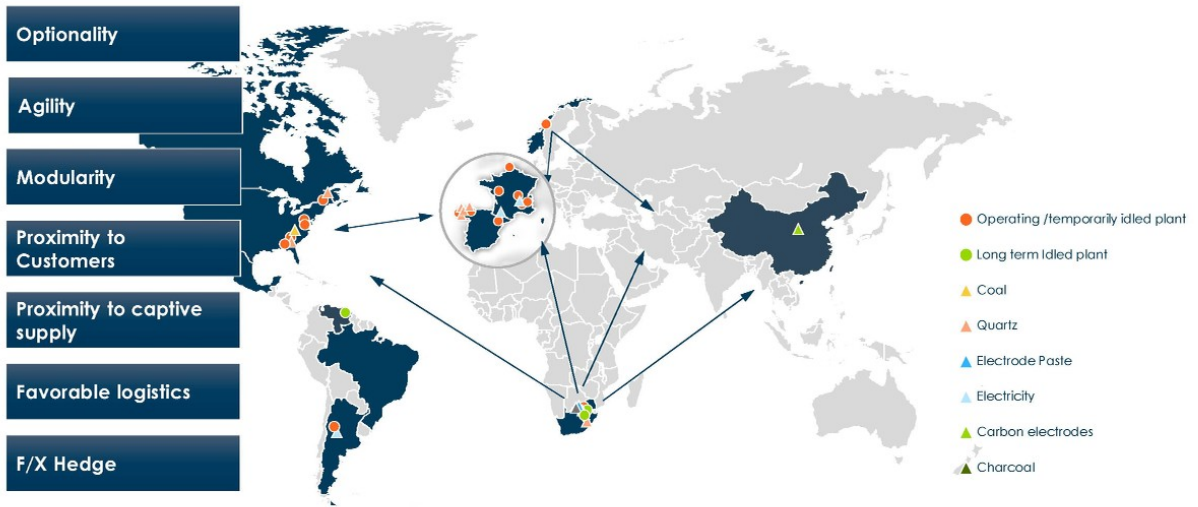 Optionality
Agility
Modularity
Proximity to
Customers
Proximity to captive
supply
Favorable logistics
F/X Hedge
Operating /temporarily idled plant
Long term Idled plant
Coal
Quartz
Electrode Paste
Electricity
Carbon electrodes
Charcoal